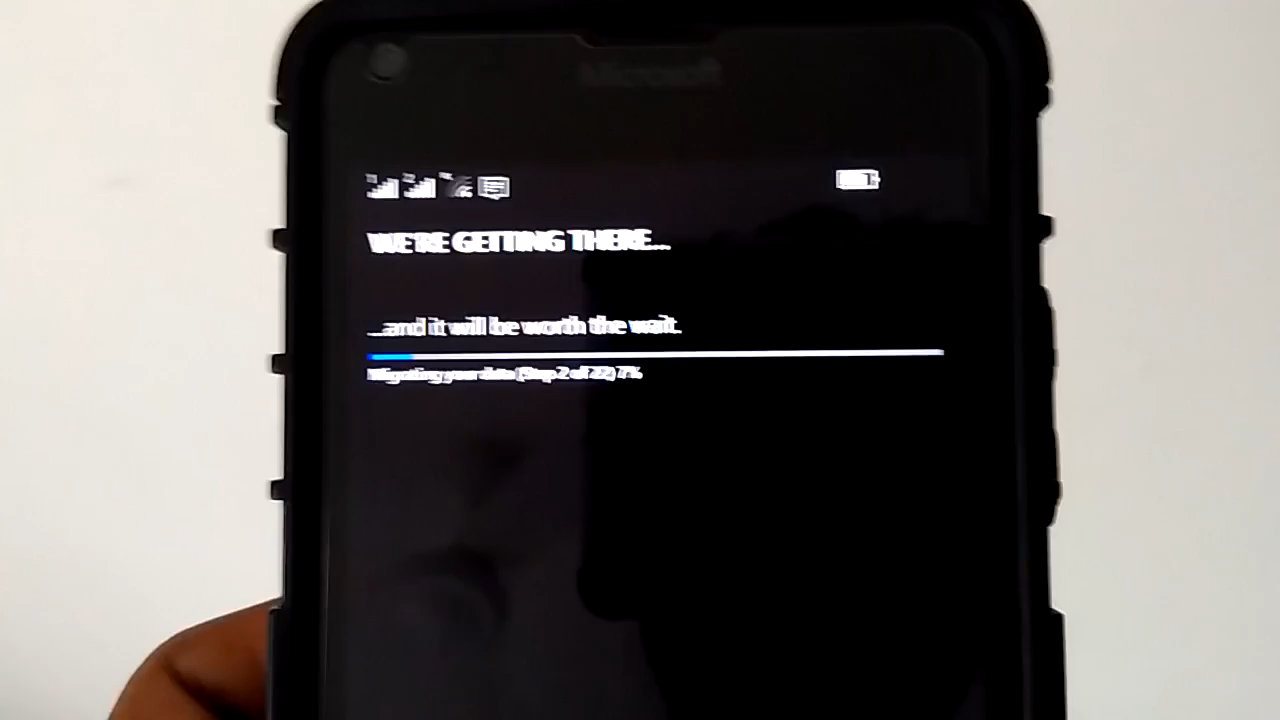 Microsoft
WE'RE GETTING THERE...
...and it will be worth the wait.
Migrating your data (Step 2 of 22) 7%